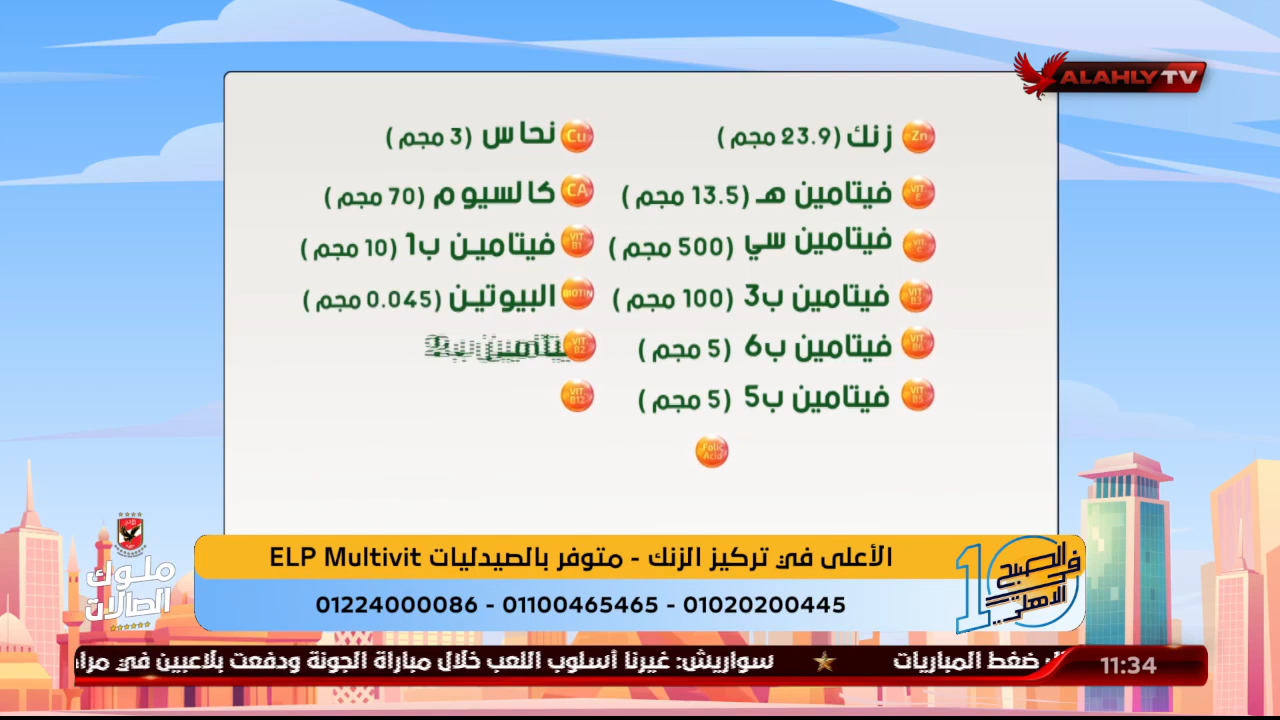 ALAHLY TV
Zn زنك (23.9 مجم)
Cu نحاس (3 مجم)
VIT. E فيتامين هـ (13.5 مجم)
CA كالسيوم (70 مجم)
فيتامين سي (500 مجم)
VIT B1 فيتامين ب1 (10 مجم)
VIT B3 فيتامين ب3 (100 مجم)
BIOTIN البيوتين (0.045 مجم)
VIT B6 فيتامين ب6 (5 مجم)
VIT B2
VIT B5 فيتامين ب5 (5 مجم)
VIT B12
Folic Acid
الأعلى في تركيز الزنك - متوفر بالصيدليات ELP Multivit
01224000086 - 01100465465 - 01020200445
10 الصبح في الأهلي
ملوك الصالات
ضغط المباريات ★ سواريش: غيرنا أسلوب اللعب خلال مباراة الجونة ودفعت بلاعبين في
11:34